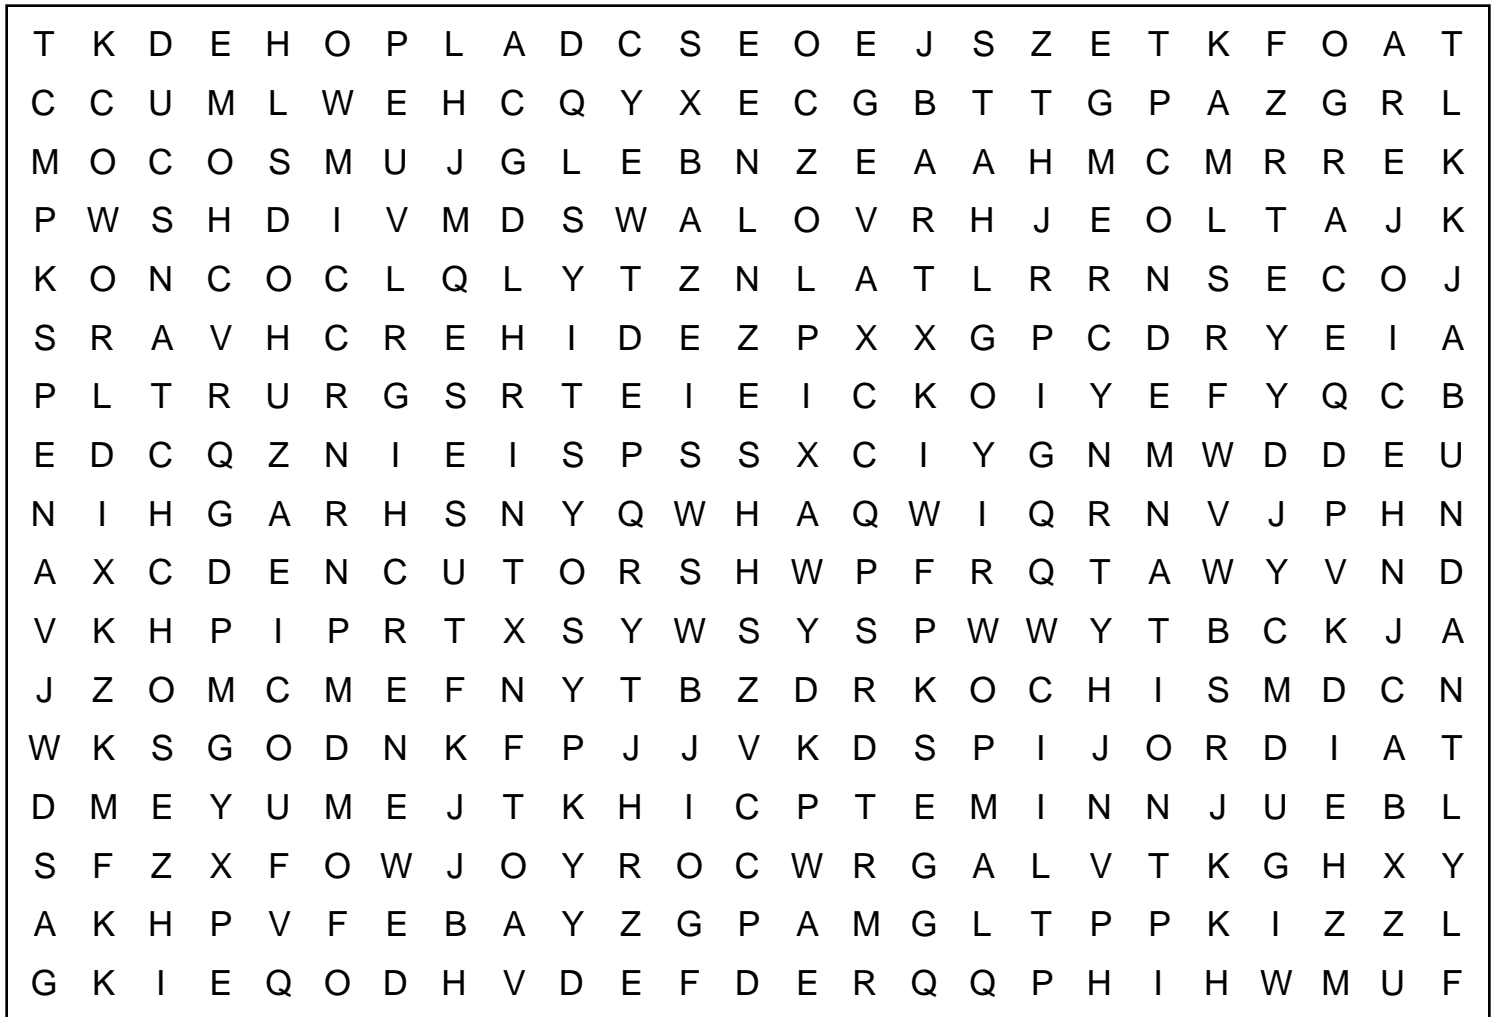 T K D E H O P L A D C S E O E J S Z E T K F O A T
C C U M L W E H C Q Y X E C G B T T G P A Z G R L
M O C O S M U J G L E B N Z E A A H M C M R R E K
P W S H D I V M D S W A L O V R H J E O L T A J K
K O N C O C L Q L Y T Z N L A T L R R N S E C O J
S R A V H C R E H I D E Z P X X G P C D R Y E I A
P L T R U R G S R T E I E I C K O I Y E F Y Q C B
E D C Q Z N I E I S P S S X C I Y G N M W D D E U
N I H G A R H S N Y Q W H A Q W I Q R N V J P H N
A X C D E N C U T O R S H W P F R Q T A W Y V N D
V K H P I P R T X S Y W S Y S P W W Y T B C K J A
J Z O M C M E F N Y T B Z D R K O C H I S M D C N
W K S G O D N K F P J J V K D S P I J O R D I A T
D M E Y U M E J T K H I C P T E M I N N J U E B L
S F Z X F O W J O Y R O C W R G A L V T K G H X Y
A K H P V F E B A Y Z G P A M G L T P P K I Z Z L
G K I E Q O D H V D E F D E R Q Q P H I H W M U F